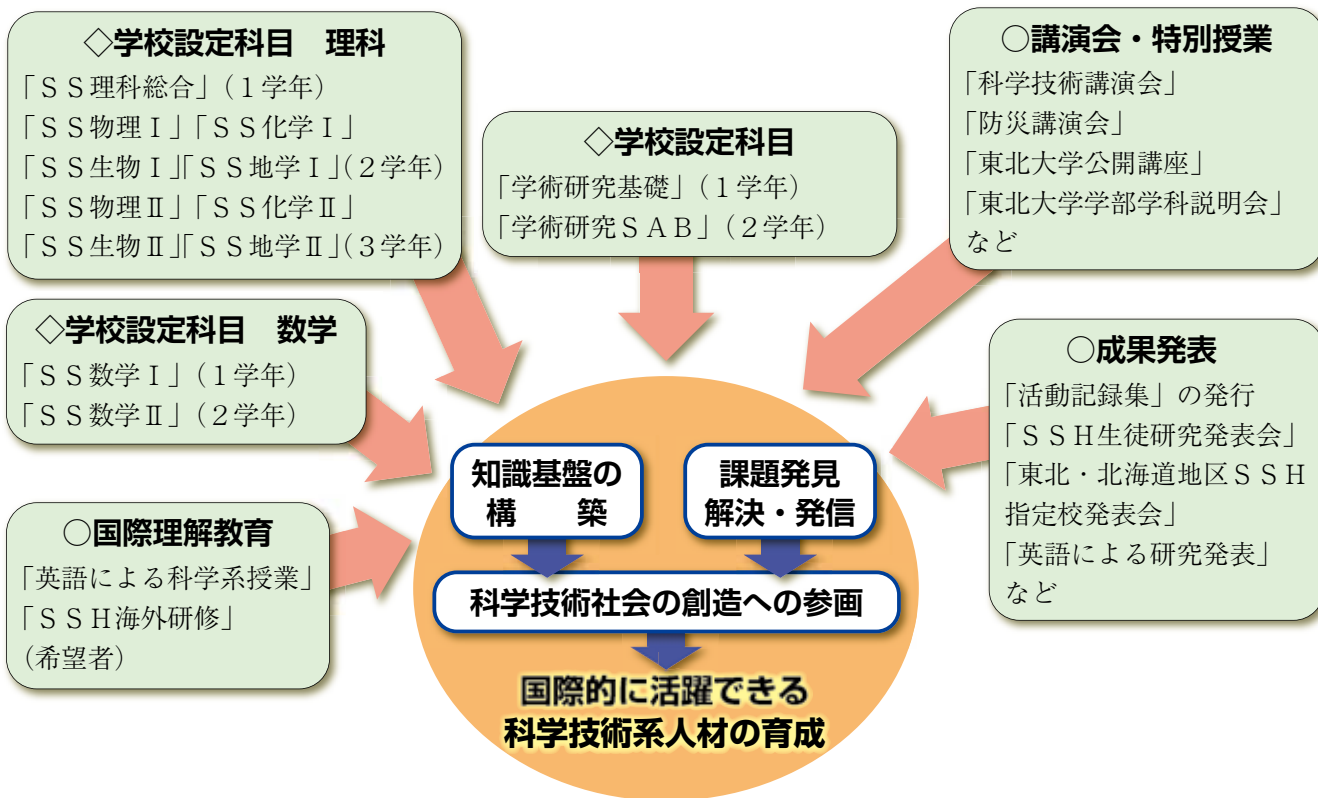 ◇学校設定科目　理科
「ＳＳ理科総合」（１学年）
「ＳＳ物理Ⅰ」「ＳＳ化学Ⅰ」
「ＳＳ生物Ⅰ」「ＳＳ地学Ⅰ」（２学年）
「ＳＳ物理Ⅱ」「ＳＳ化学Ⅱ」
「ＳＳ生物Ⅱ」「ＳＳ地学Ⅱ」（３学年）
◇学校設定科目　数学
「ＳＳ数学Ⅰ」（１学年）
「ＳＳ数学Ⅱ」（２学年）
○国際理解教育
「英語による科学系授業」
「ＳＳＨ海外研修」
（希望者）
◇学校設定科目
「学術研究基礎」（１学年）
「学術研究ＳＡＢ」（２学年）
○講演会・特別授業
「科学技術講演会」
「防災講演会」
「東北大学公開講座」
「東北大学学部学科説明会」
など
○成果発表
「活動記録集」の発行
「ＳＳＨ生徒研究発表会」
「東北・北海道地区ＳＳＨ
指定校発表会」
「英語による研究発表」
など
知識基盤の
構　　築
課題発見
解決・発信
科学技術社会の創造への参画
国際的に活躍できる
科学技術系人材の育成